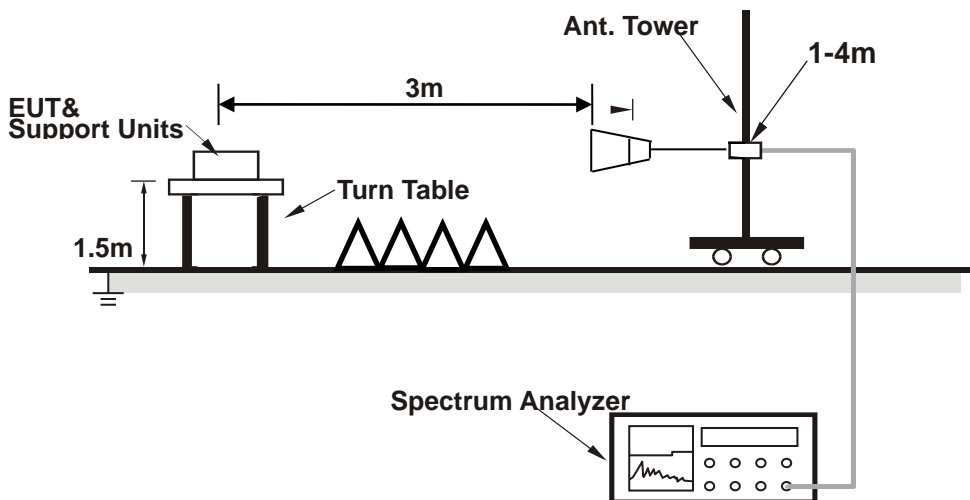 Ant. Tower
1-4m
3m
EUT&
Support Units
Turn Table
1.5m
Spectrum Analyzer